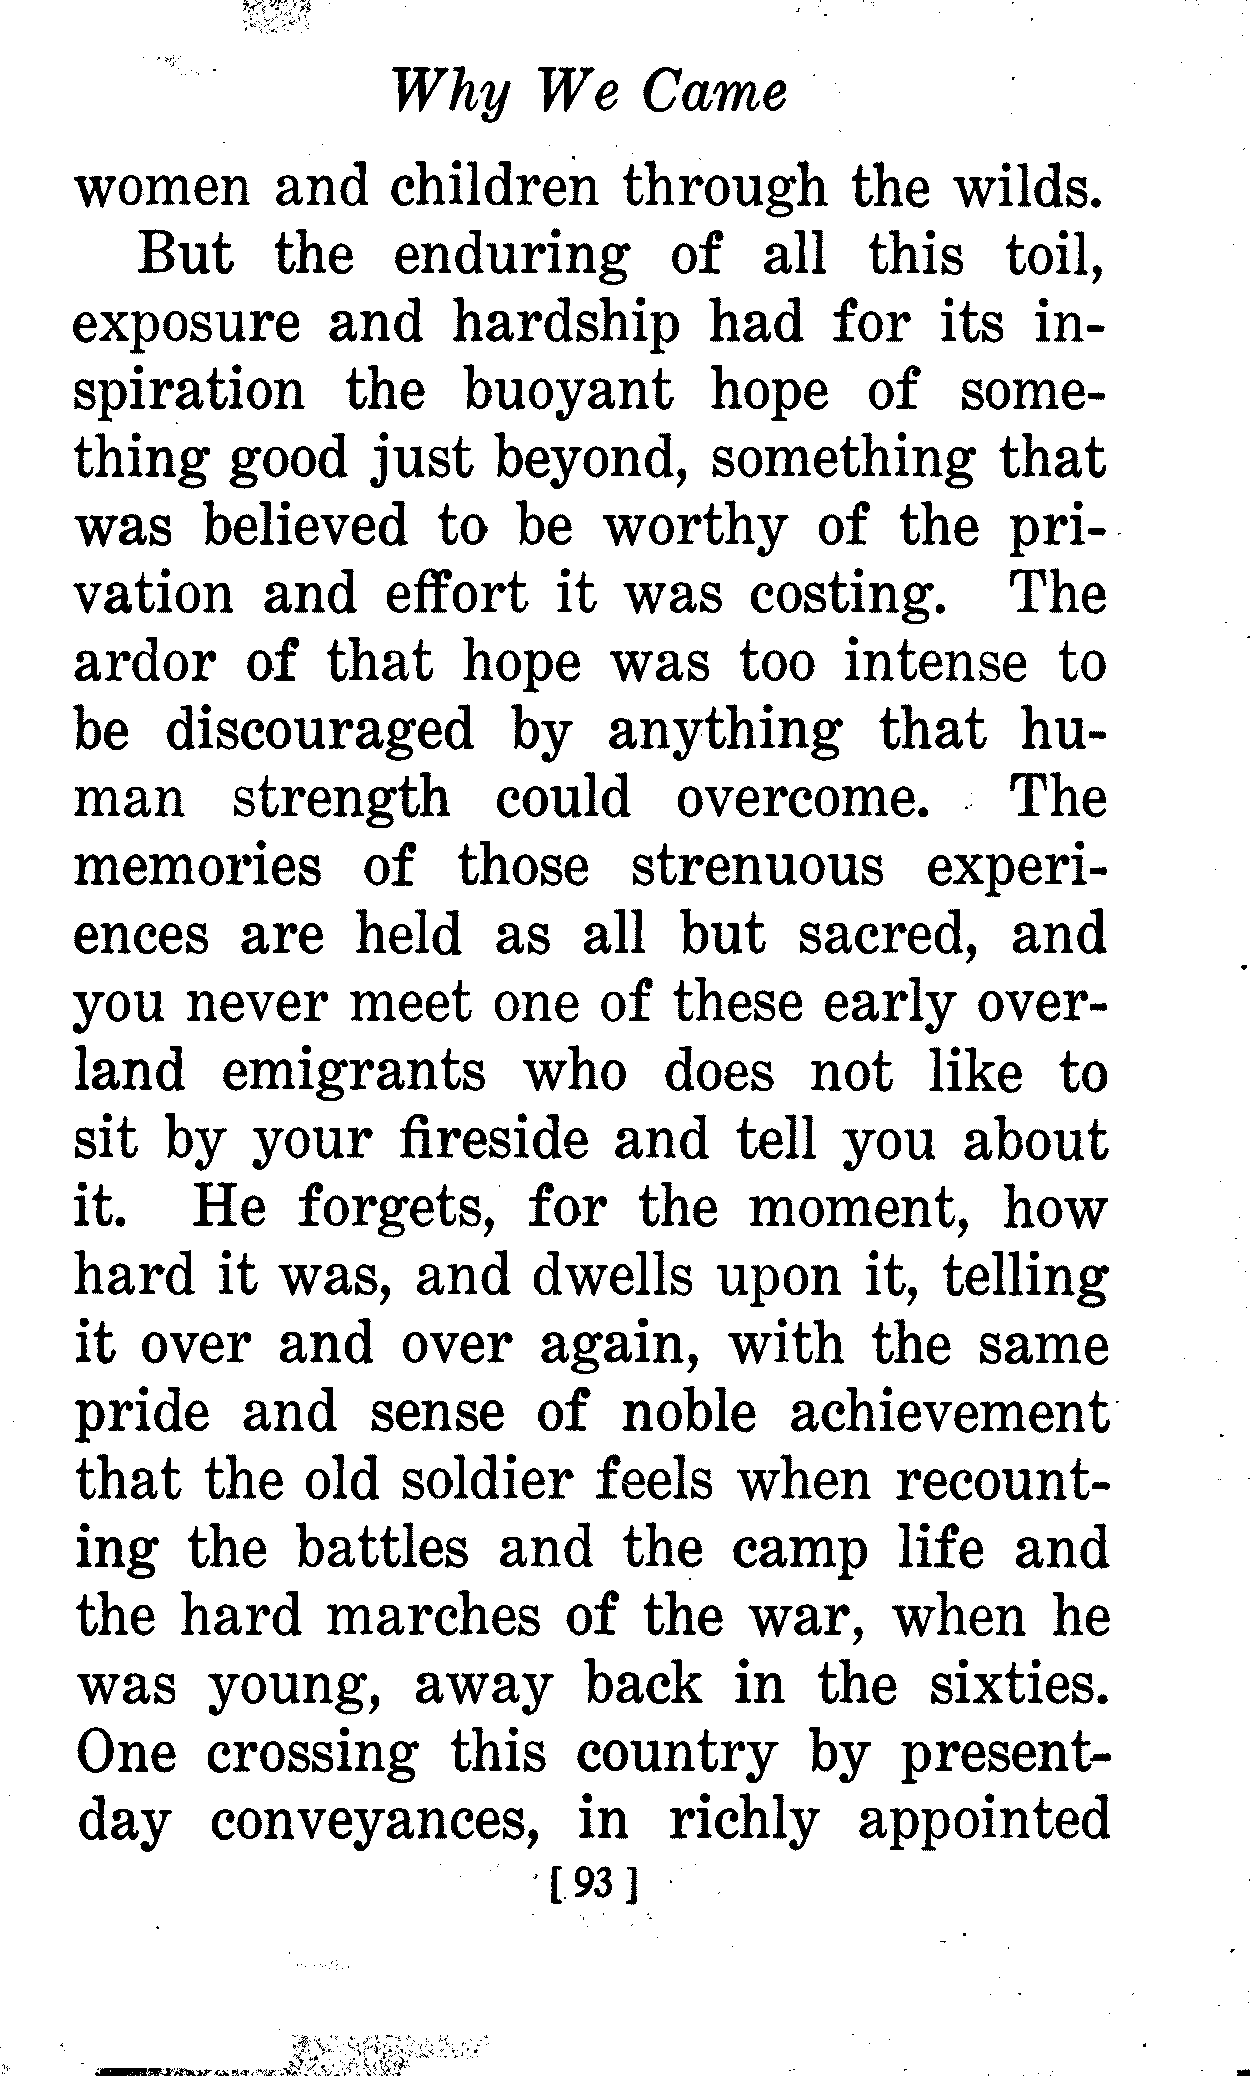 Why We Came
women and children through the wilds.
But the enduring of all this toil,
exposure and hardship had for its in-
spiration the buoyant hope of some-
thing good just beyond, something that
was believed to be worthy of the pri-
vation and effort it was costing. The
ardor of that hope was too intense to
be discouraged by anything that hu-
man strength could overcome. The
memories of those strenuous experi-
ences are held as all but sacred, and
you never meet one of these early over-
land emigrants who does not like to
sit by your fireside and tell you about
it. He forgets, for the moment, how
hard it was, and dwells upon it, telling
it over and over again, with the same
pride and sense of noble achievement
that the old soldier feels when recount-
ing the battles and the camp life and
the hard marches of the war, when he
was young, away back in the sixties.
One crossing this country by present-
day conveyances, in richly appointed
[ 93 ]